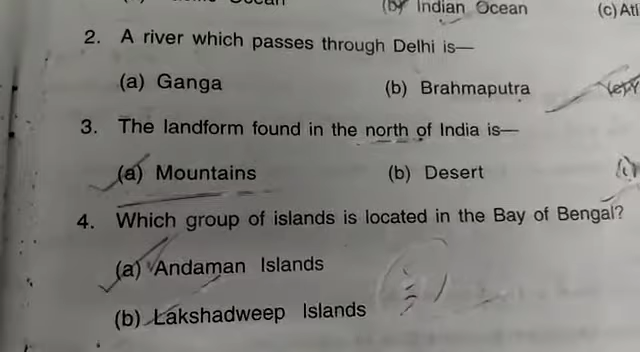 (b) Indian Ocean (c) Atl
2. A river which passes through Delhi is—
(a) Ganga (b) Brahmaputra
3. The landform found in the north of India is—
(a) Mountains (b) Desert
4. Which group of islands is located in the Bay of Bengal?
(a) Andaman Islands
(b) Lakshadweep Islands